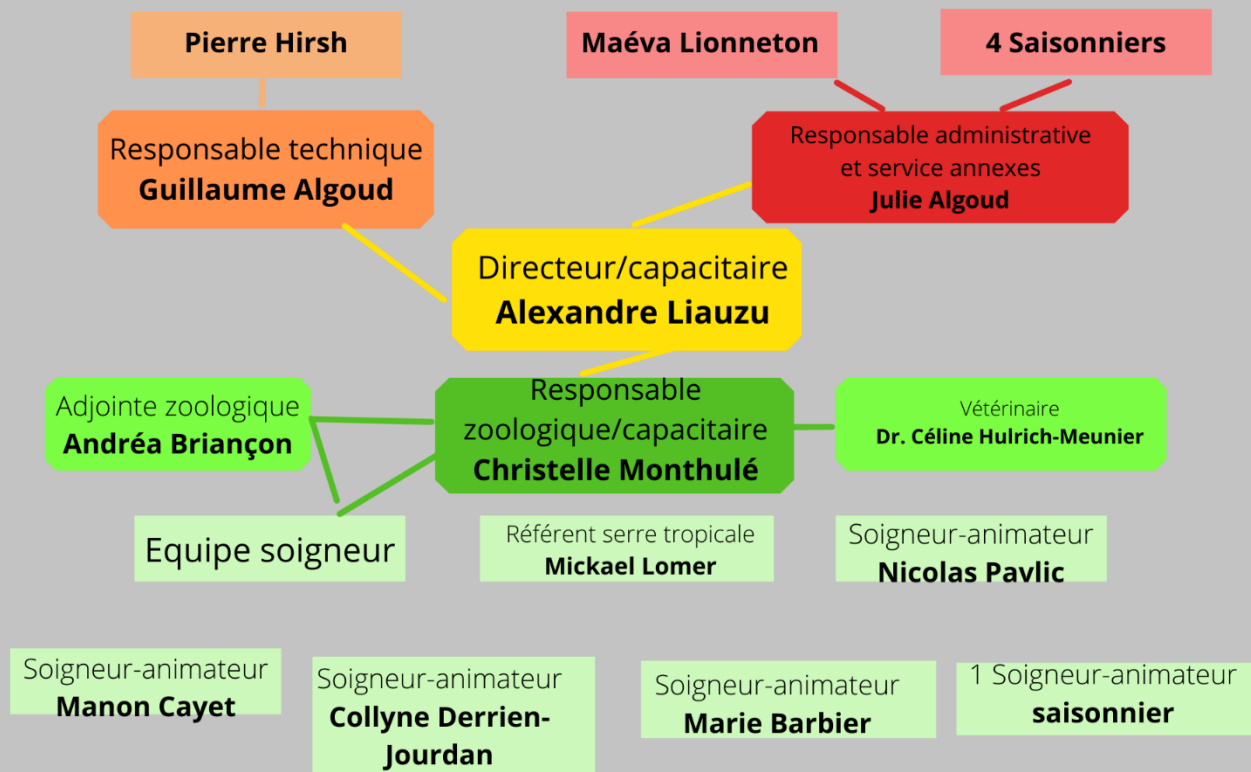 Pierre Hirsh
Maéva Lionneton
4 Saisonniers
Responsable technique
Guillaume Algoud
Responsable administrative
et service annexes
Julie Algoud
Directeur/capacitaire
Alexandre Liauzu
Adjointe zoologique
Andréa Briançon
Responsable
zoologique/capacitaire
Christelle Monthulé
Vétérinaire
Dr. Céline Hulrich-Meunier
Equipe soigneur
Référent serre tropicale
Mickael Lomer
Soigneur-animateur
Nicolas Pavlic
Soigneur-animateur
Manon Cayet
Soigneur-animateur
Collyne Derrien-
Jourdan
Soigneur-animateur
Marie Barbier
1 Soigneur-animateur
saisonnier